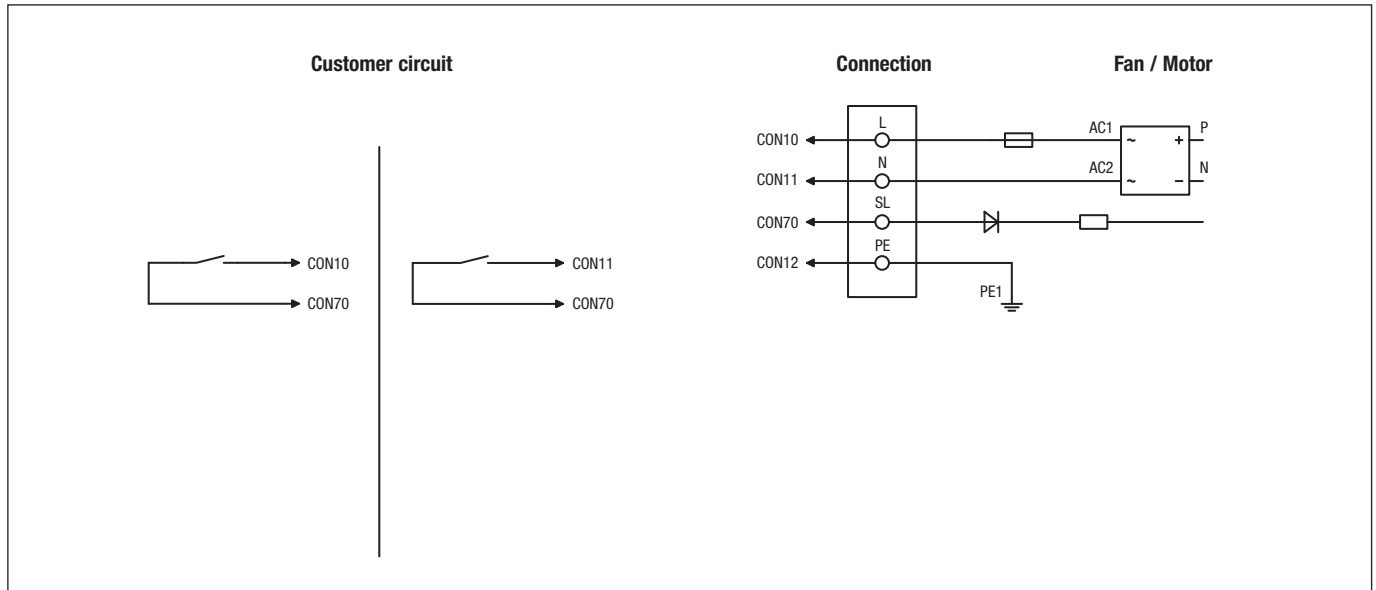 Customer circuit
Connection
Fan / Motor
CON10
CON70
CON11
CON70
CON10
L
AC1
~
+
P
CON11
N
AC2
~
−
N
CON70
SL
CON12
PE
PE1